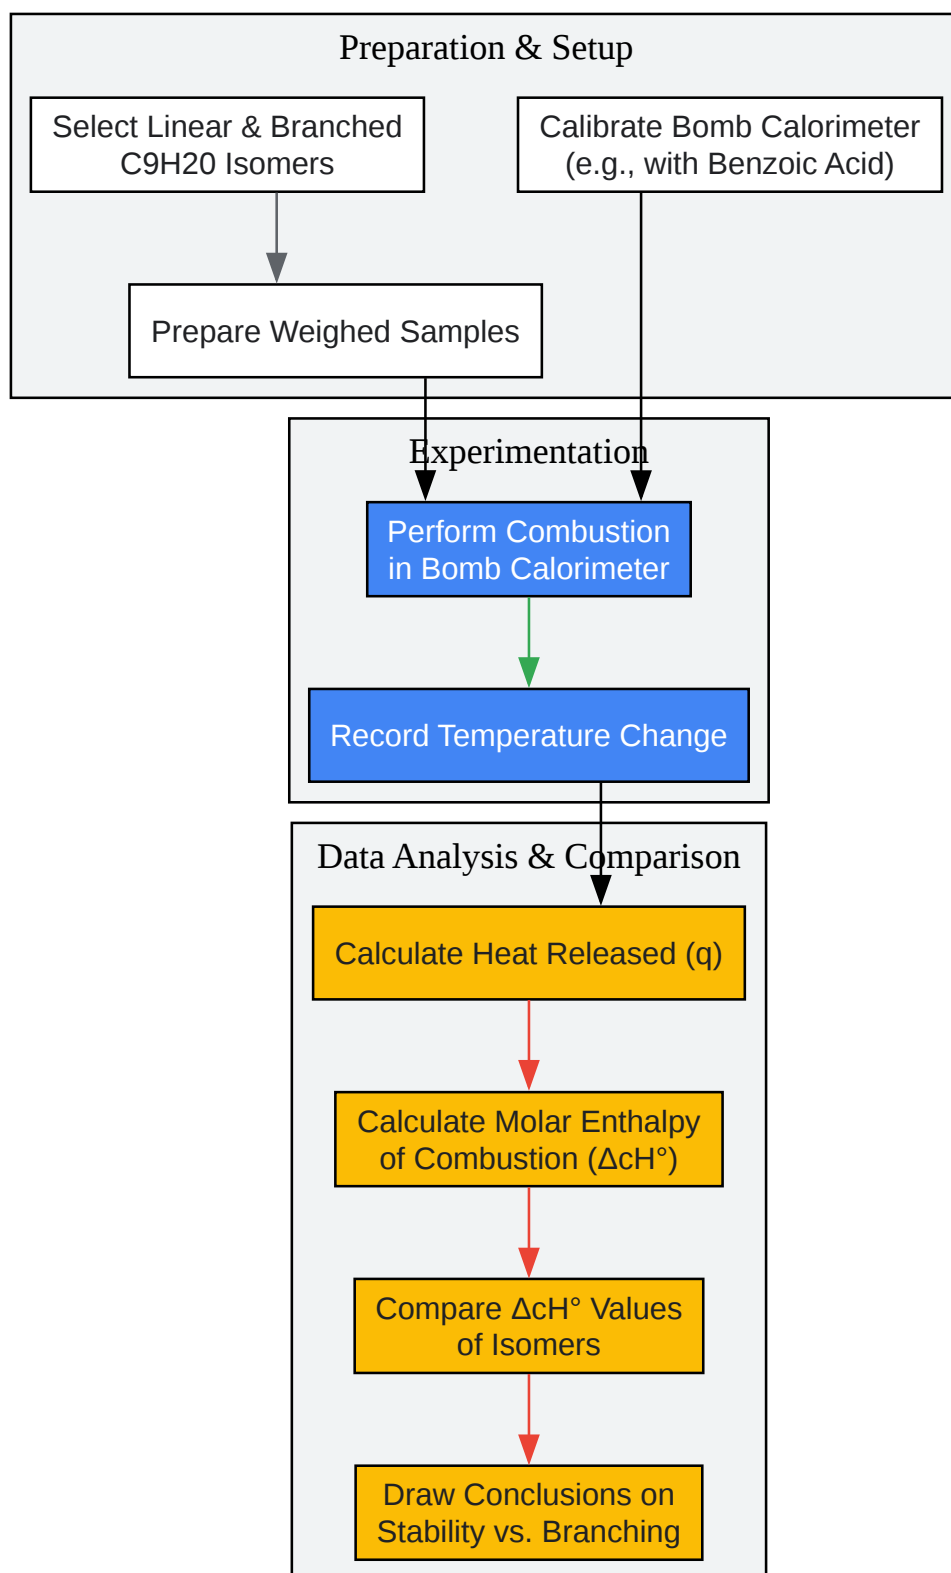 Preparation & Setup
Select Linear & Branched
C9H20 Isomers
Calibrate Bomb Calorimeter
(e.g., with Benzoic Acid)
Prepare Weighed Samples
Experimentation
Perform Combustion
in Bomb Calorimeter
Record Temperature Change
Data Analysis & Comparison
Calculate Heat Released (q)
Calculate Molar Enthalpy
of Combustion (ΔcH°)
Compare ΔcH° Values
of Isomers
Draw Conclusions on
Stability vs. Branching